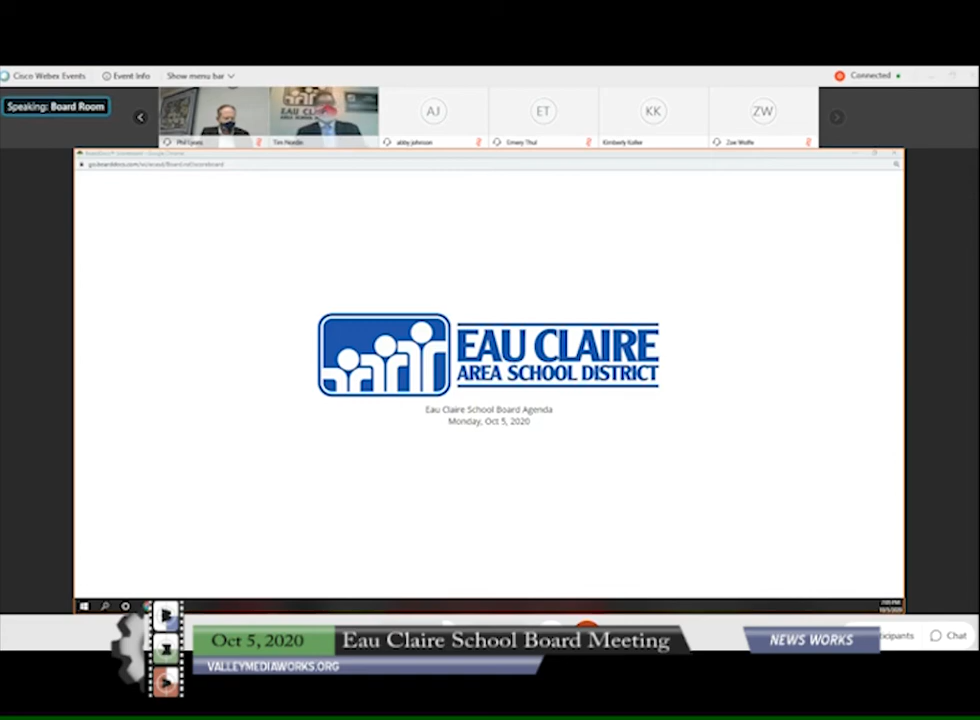 Cisco Webex Events
Event Info
Show menu bar
Connected
Speaking: Board Room
AJ
ET
KK
ZW
EAU CLAIRE
Tim Nordin
abby johnson
Emery Thul
Zoe Wolfe
EAU CLAIRE
AREA SCHOOL DISTRICT
Eau Claire School Board Agenda
Monday, Oct 5, 2020
Oct 5, 2020
Eau Claire School Board Meeting
NEWS WORKS
Chat
VALLEYMEDIAWORKS.ORG